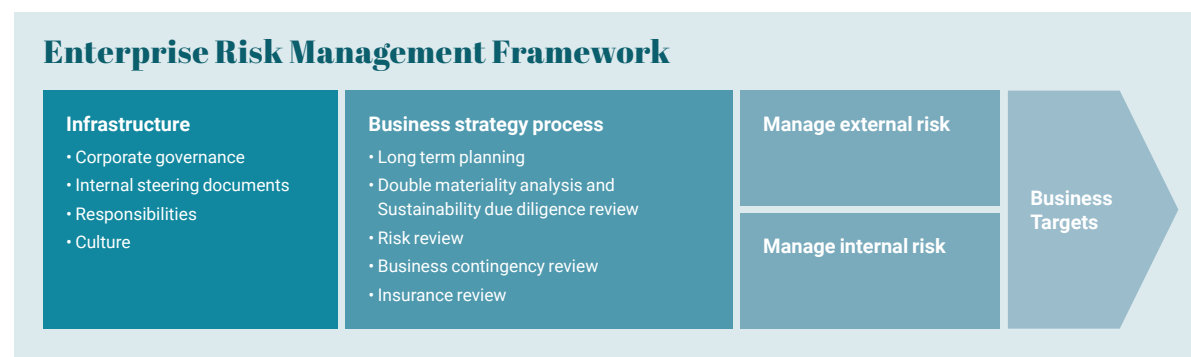 Enterprise Risk Management Framework
Infrastructure
• Corporate governance
• Internal steering documents
• Responsibilities
• Culture
Business strategy process
• Long term planning
• Double materiality analysis and
Sustainability due diligence review
• Risk review
• Business contingency review
• Insurance review
Manage external risk
Manage internal risk
Business
Targets